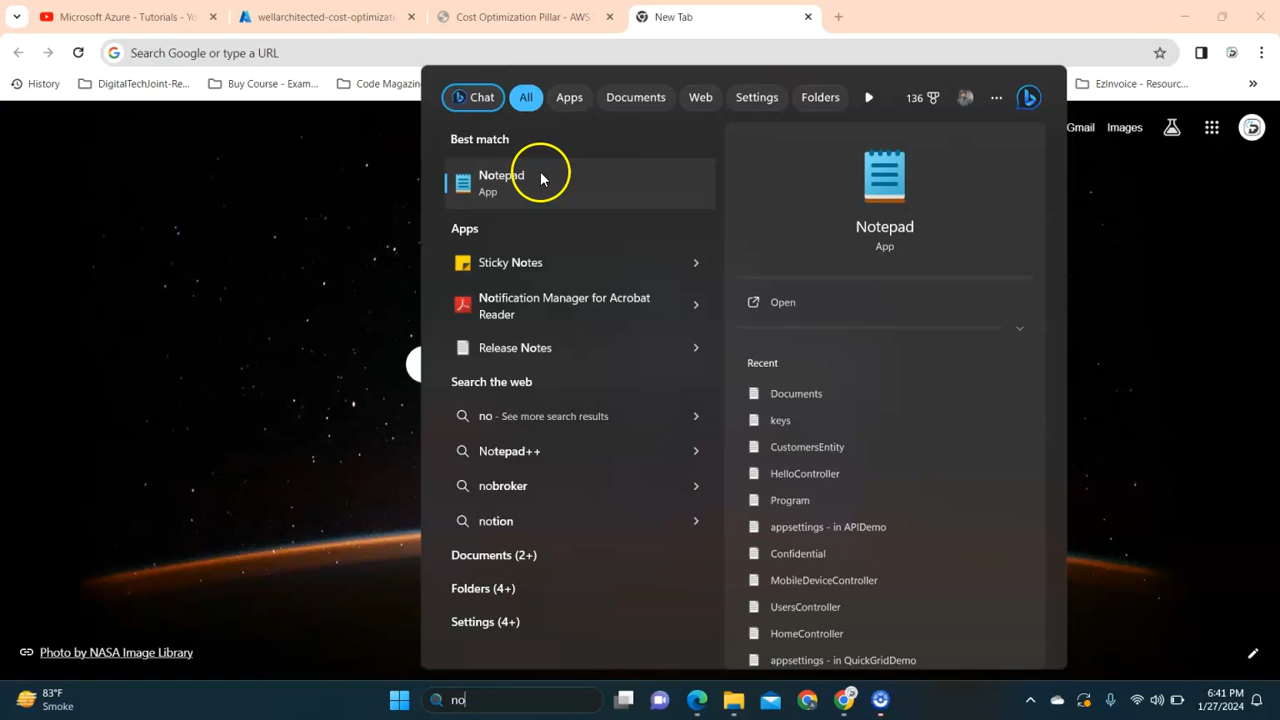 Microsoft Azure - Tutorials - Yo
wellarchitected-cost-optimizati
Cost Optimization Pillar - AWS
New Tab
Search Google or type a URL
History
DigitalTechJoint-Re...
Buy Course - Exam...
Code Magazin
EzInvoice - Resourc...
Chat
All
Apps
Documents
Web
Settings
Folders
136
Gmail
Images
Best match
Notepad
App
Apps
Sticky Notes
Notification Manager for Acrobat
Reader
Release Notes
Search the web
no - See more search results
Notepad++
nobroker
notion
Documents (2+)
Folders (4+)
Settings (4+)
Notepad
App
Open
Recent
Documents
keys
CustomersEntity
HelloController
Program
appsettings - in APIDemo
Confidential
MobileDeviceController
UsersController
HomeController
appsettings - in QuickGridDemo
Photo by NASA Image Library
83°F
Smoke
no
6:41 PM
1/27/2024